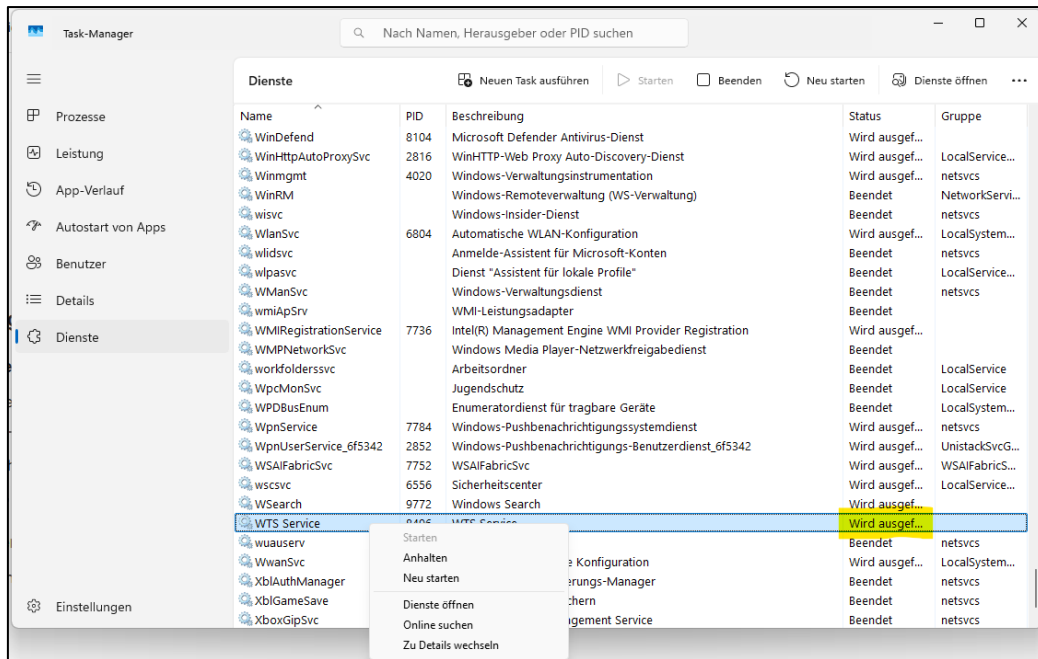 Task-Manager
Nach Namen, Herausgeber oder PID suchen
Dienste Neuen Task ausführen Starten Beenden Neu starten Dienste öffnen ...
Prozesse
Leistung
App-Verlauf
Autostart von Apps
Benutzer
Details
Dienste
Einstellungen
Name PID Beschreibung Status Gruppe
WinDefend 8104 Microsoft Defender Antivirus-Dienst Wird ausgef...
WinHttpAutoProxySvc 2816 WinHTTP-Web Proxy Auto-Discovery-Dienst Wird ausgef... LocalService...
Winmgmt 4020 Windows-Verwaltungsinstrumentation Wird ausgef... netsvcs
WinRM Windows-Remoteverwaltung (WS-Verwaltung) Beendet NetworkServi...
wisvc Windows-Insider-Dienst Beendet netsvcs
WlanSvc 6804 Automatische WLAN-Konfiguration Wird ausgef... LocalSystem...
wlidsvc Anmelde-Assistent für Microsoft-Konten Beendet netsvcs
wlpasvc Dienst "Assistent für lokale Profile" Beendet LocalService...
WManSvc Windows-Verwaltungsdienst Beendet netsvcs
wmiApSrv WMI-Leistungsadapter Beendet
WMIRegistrationService 7736 Intel(R) Management Engine WMI Provider Registration Wird ausgef...
WMPNetworkSvc Windows Media Player-Netzwerkfreigabedienst Beendet
workfolderssvc Arbeitsordner Beendet LocalService
WpcMonSvc Jugendschutz Beendet LocalService
WPDBusEnum Enumeratordienst für tragbare Geräte Beendet LocalSystem...
WpnService 7784 Windows-Pushbenachrichtigungssystemdienst Wird ausgef... netsvcs
WpnUserService_6f5342 2852 Windows-Pushbenachrichtigungs-Benutzerdienst_6f5342 Wird ausgef... UnistackSvcG...
WSAIFabricSvc 7752 WSAIFabricSvc Wird ausgef... WSAIFabricS...
wscsvc 6556 Sicherheitscenter Wird ausgef... LocalService...
WSearch 9772 Windows Search Wird ausgef...
WTS Service WTS Service Wird ausgef...
wuauserv Beendet netsvcs
WwanSvc e Konfiguration Wird ausgef... LocalSystem...
XblAuthManager erungs-Manager Beendet netsvcs
XblGameSave chern Beendet netsvcs
XboxGipSvc agement Service Beendet netsvcs
Starten
Anhalten
Neu starten
Dienste öffnen
Online suchen
Zu Details wechseln